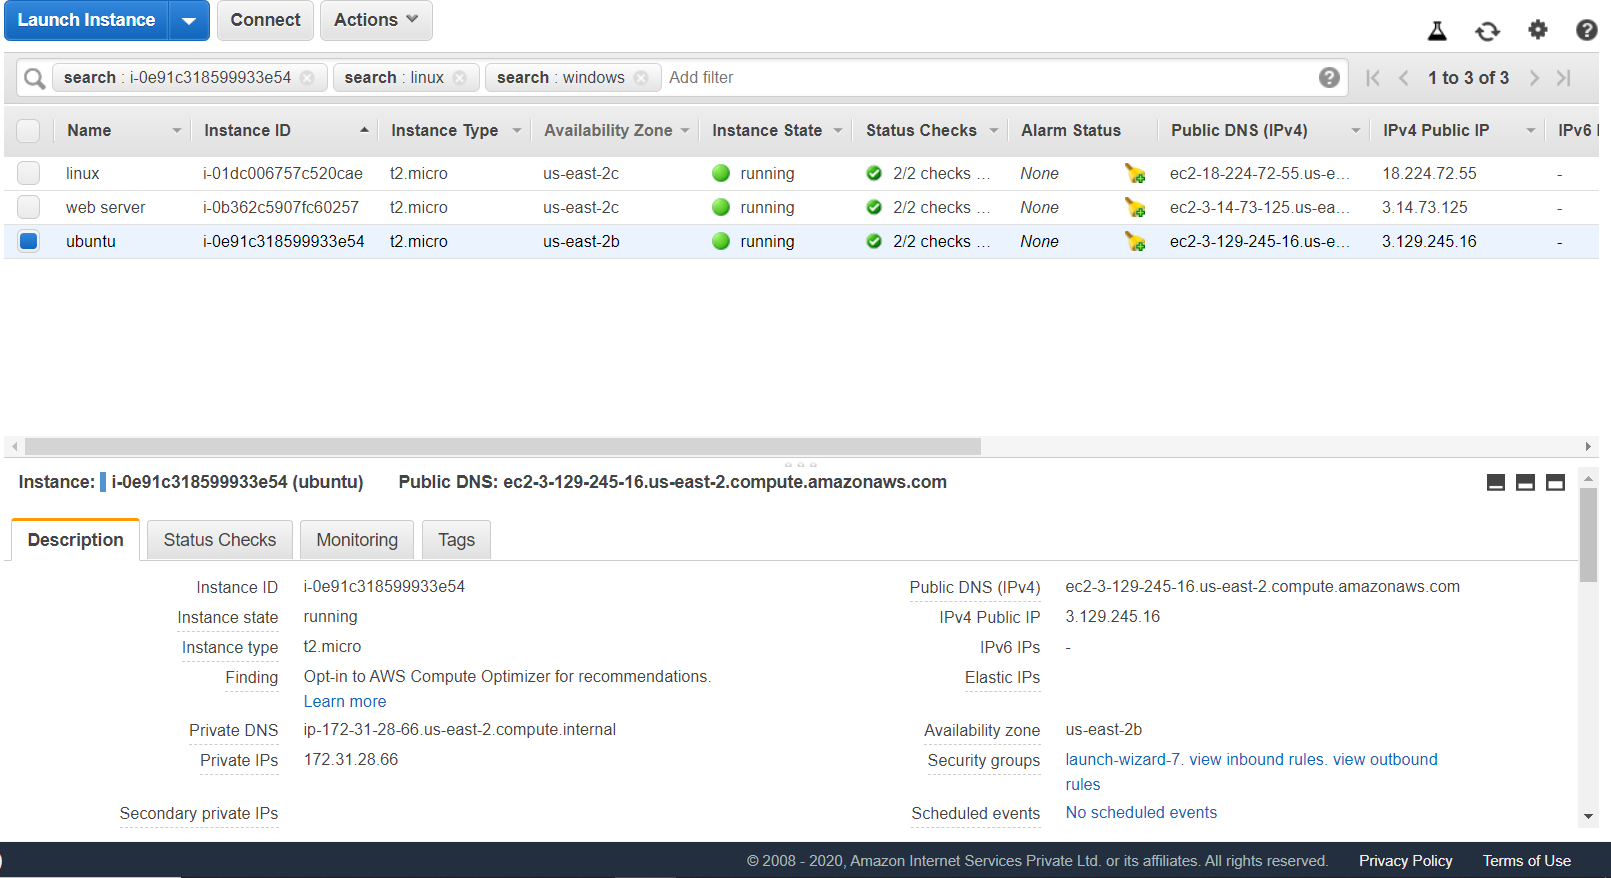 Launch Instance Connect Actions
search : i-0e91c318599933e54 search : linux search : windows Add filter 1 to 3 of 3
Name Instance ID Instance Type Availability Zone Instance State Status Checks Alarm Status Public DNS (IPv4) IPv4 Public IP IPv6 I
linux i-01dc006757c520cae t2.micro us-east-2c running 2/2 checks ... None ec2-18-224-72-55.us-e... 18.224.72.55 -
web server i-0b362c5907fc60257 t2.micro us-east-2c running 2/2 checks ... None ec2-3-14-73-125.us-ea... 3.14.73.125 -
ubuntu i-0e91c318599933e54 t2.micro us-east-2b running 2/2 checks ... None ec2-3-129-245-16.us-e... 3.129.245.16 -
Instance: i-0e91c318599933e54 (ubuntu) Public DNS: ec2-3-129-245-16.us-east-2.compute.amazonaws.com
Description Status Checks Monitoring Tags
Instance ID i-0e91c318599933e54 Public DNS (IPv4) ec2-3-129-245-16.us-east-2.compute.amazonaws.com
Instance state running IPv4 Public IP 3.129.245.16
Instance type t2.micro IPv6 IPs -
Finding Opt-in to AWS Compute Optimizer for recommendations. Elastic IPs
Learn more
Private DNS ip-172-31-28-66.us-east-2.compute.internal Availability zone us-east-2b
Private IPs 172.31.28.66 Security groups launch-wizard-7. view inbound rules. view outbound
rules
Secondary private IPs Scheduled events No scheduled events
© 2008 - 2020, Amazon Internet Services Private Ltd. or its affiliates. All rights reserved. Privacy Policy Terms of Use